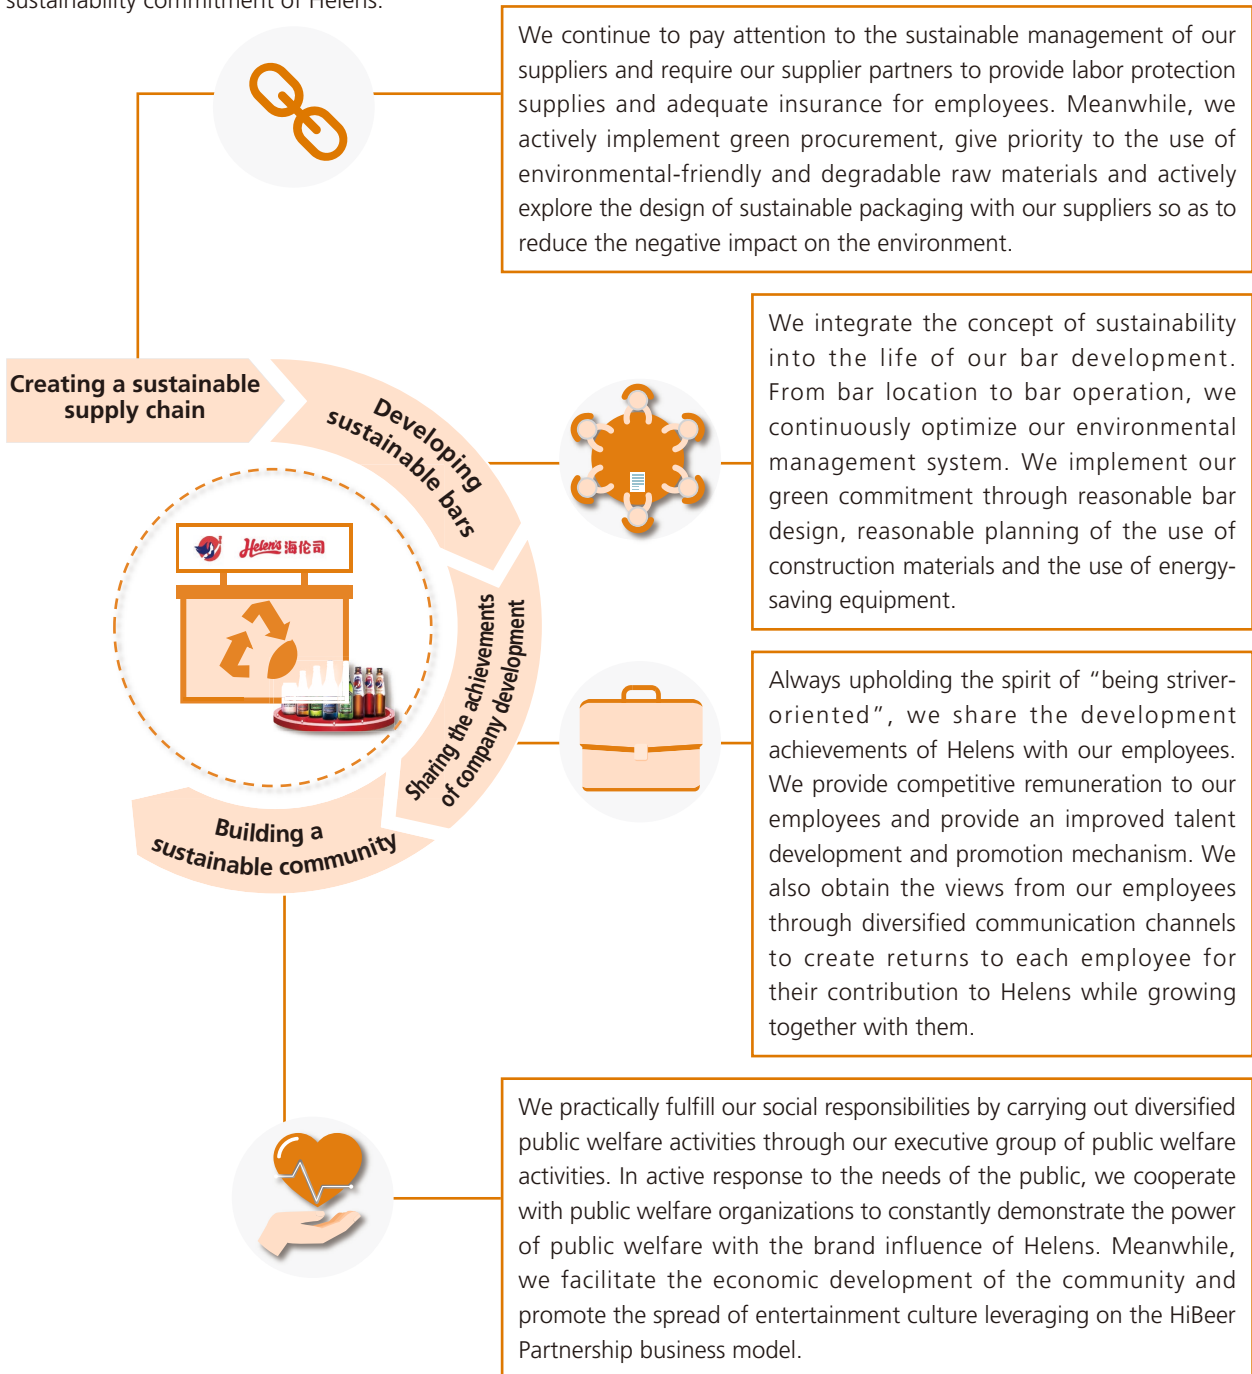 sustainability commitment of Helens.
We continue to pay attention to the sustainable management of our
suppliers and require our supplier partners to provide labor protection
supplies and adequate insurance for employees. Meanwhile, we
actively implement green procurement, give priority to the use of
environmental-friendly and degradable raw materials and actively
explore the design of sustainable packaging with our suppliers so as to
reduce the negative impact on the environment.
Creating a sustainable
supply chain
Developing
sustainable bars
We integrate the concept of sustainability
into the life of our bar development.
From bar location to bar operation, we
continuously optimize our environmental
management system. We implement our
green commitment through reasonable bar
design, reasonable planning of the use of
construction materials and the use of energy-
saving equipment.
Helen's 海伦司
Sharing the achievements
of company development
Always upholding the spirit of “being striver-
oriented”, we share the development
achievements of Helens with our employees.
We provide competitive remuneration to our
employees and provide an improved talent
development and promotion mechanism. We
also obtain the views from our employees
through diversified communication channels
to create returns to each employee for
their contribution to Helens while growing
together with them.
Building a
sustainable community
We practically fulfill our social responsibilities by carrying out diversified
public welfare activities through our executive group of public welfare
activities. In active response to the needs of the public, we cooperate
with public welfare organizations to constantly demonstrate the power
of public welfare with the brand influence of Helens. Meanwhile,
we facilitate the economic development of the community and
promote the spread of entertainment culture leveraging on the HiBeer
Partnership business model.